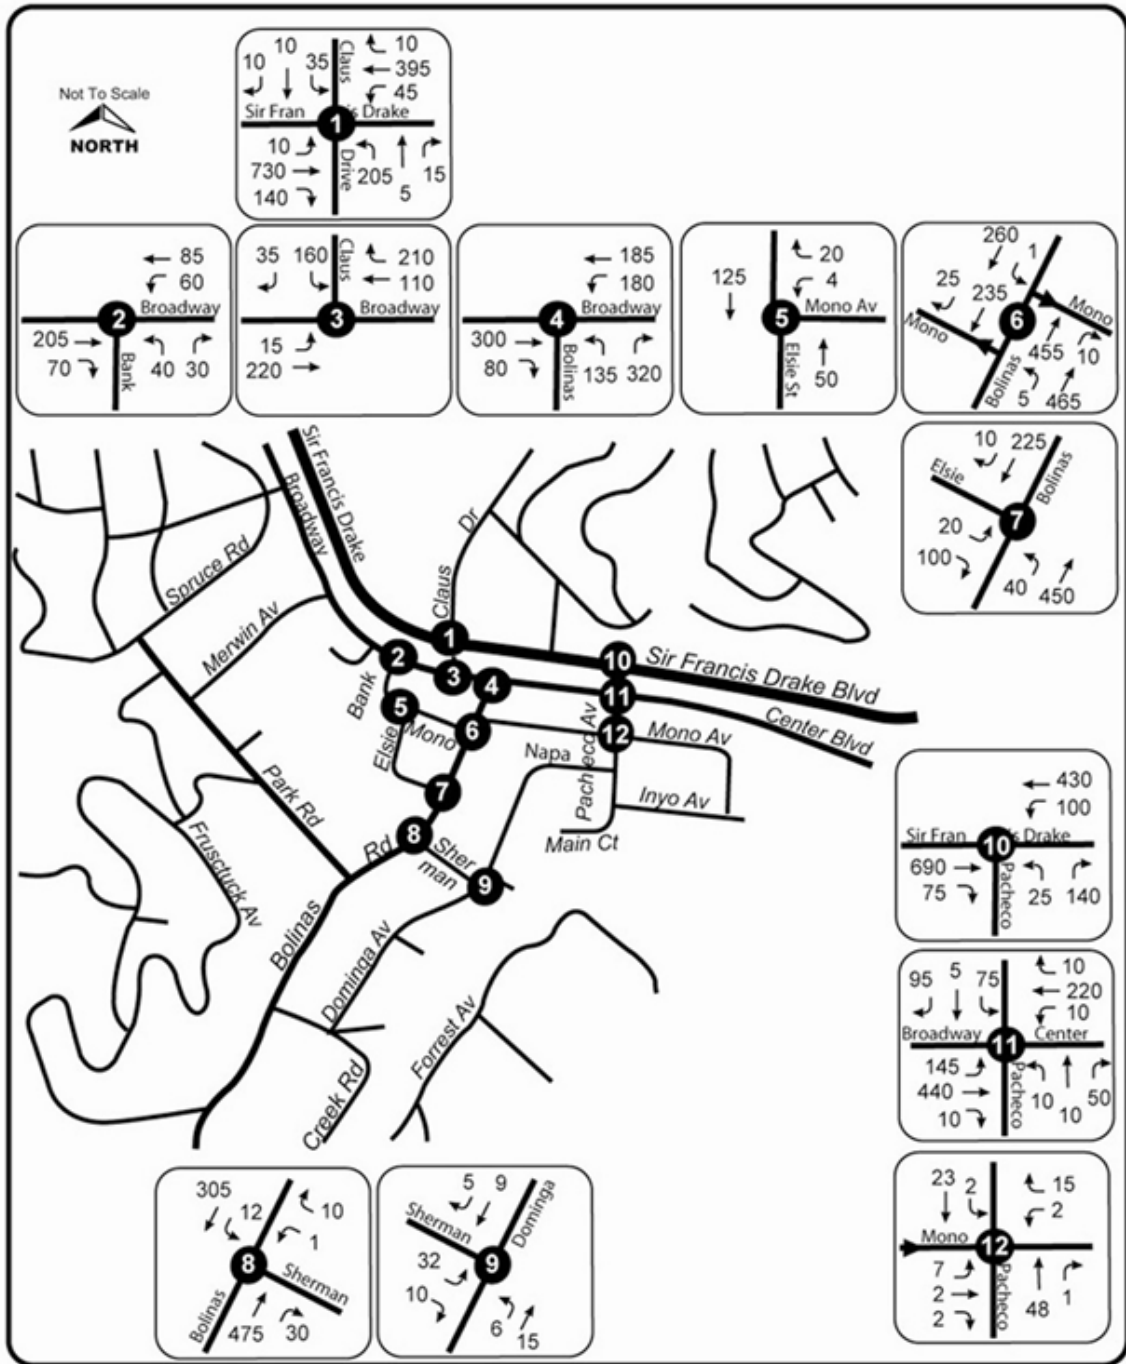 Not To Scale
NORTH
10 10 35 Claus 10
395
45
Sir Fran is Drake
1
10 Drive
730 205 5 15
140
85
60
2 Broadway
205 40 30
70 Bank
35 160 Claus 210
110
3 Broadway
15
220
185
180
4 Broadway
300 135 320
80 Bolinas
125 20
4
5 Mono Av
Elsie St 50
260 1
25 235 Mono
Mono 6
455 10
Bolinas 5 465
10 225
Elsie Bolinas
7
20
100 40 450
Sir Francis Drake
Broadway
Dr
Claus
Spruce Rd
Merwin Av
1
2 3 4
10 Sir Francis Drake Blvd
11 Center Blvd
Bank
5 Mono 6
Elsie
12 Mono Av
Pacheco Av
Napa
Inyo Av
Main Ct
7
8
Sher
man
9
Park Rd
Frusctuck Av
Bolinas Rd
Dominga Av
Forrest Av
Creek Rd
430
100
Sir Fran is Drake
10
690 25 140
75 Pacheco
95 5 75 10
220
10
Broadway 11 Center
145
440 Pacheco 10 10 50
10
23 2 15
2
Mono 12
7
2 Pacheco 48 1
2
305 12 10
1
8 Sherman
Bolinas 475 30
5 9
Sherman Dominga
9
32
10 6 15